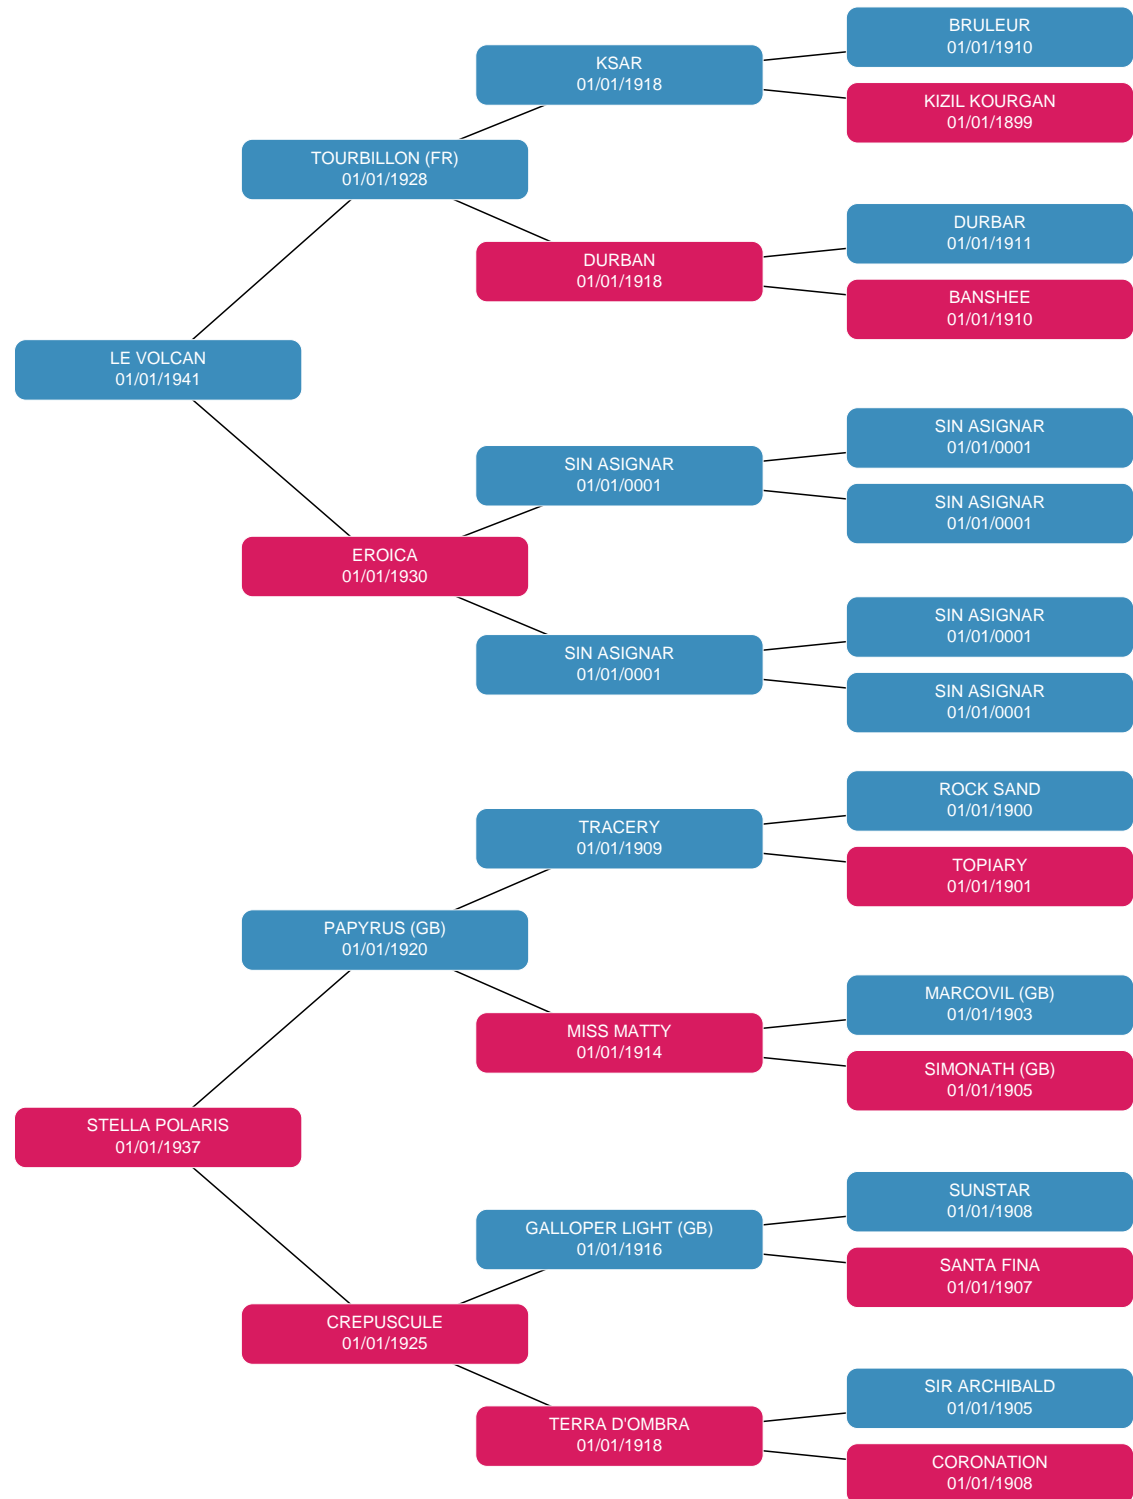 BRULEUR
01/01/1910
KSAR
01/01/1918
KIZIL KOURGAN
01/01/1899
TOURBILLON (FR)
01/01/1928
DURBAR
01/01/1911
DURBAN
01/01/1918
BANSHEE
01/01/1910
LE VOLCAN
01/01/1941
SIN ASIGNAR
01/01/0001
SIN ASIGNAR
01/01/0001
SIN ASIGNAR
01/01/0001
EROICA
01/01/1930
SIN ASIGNAR
01/01/0001
SIN ASIGNAR
01/01/0001
SIN ASIGNAR
01/01/0001
ROCK SAND
01/01/1900
TRACERY
01/01/1909
TOPIARY
01/01/1901
PAPYRUS (GB)
01/01/1920
MARCOVIL (GB)
01/01/1903
MISS MATTY
01/01/1914
SIMONATH (GB)
01/01/1905
STELLA POLARIS
01/01/1937
SUNSTAR
01/01/1908
GALLOPER LIGHT (GB)
01/01/1916
SANTA FINA
01/01/1907
CREPUSCULE
01/01/1925
SIR ARCHIBALD
01/01/1905
TERRA D'OMBRA
01/01/1918
CORONATION
01/01/1908